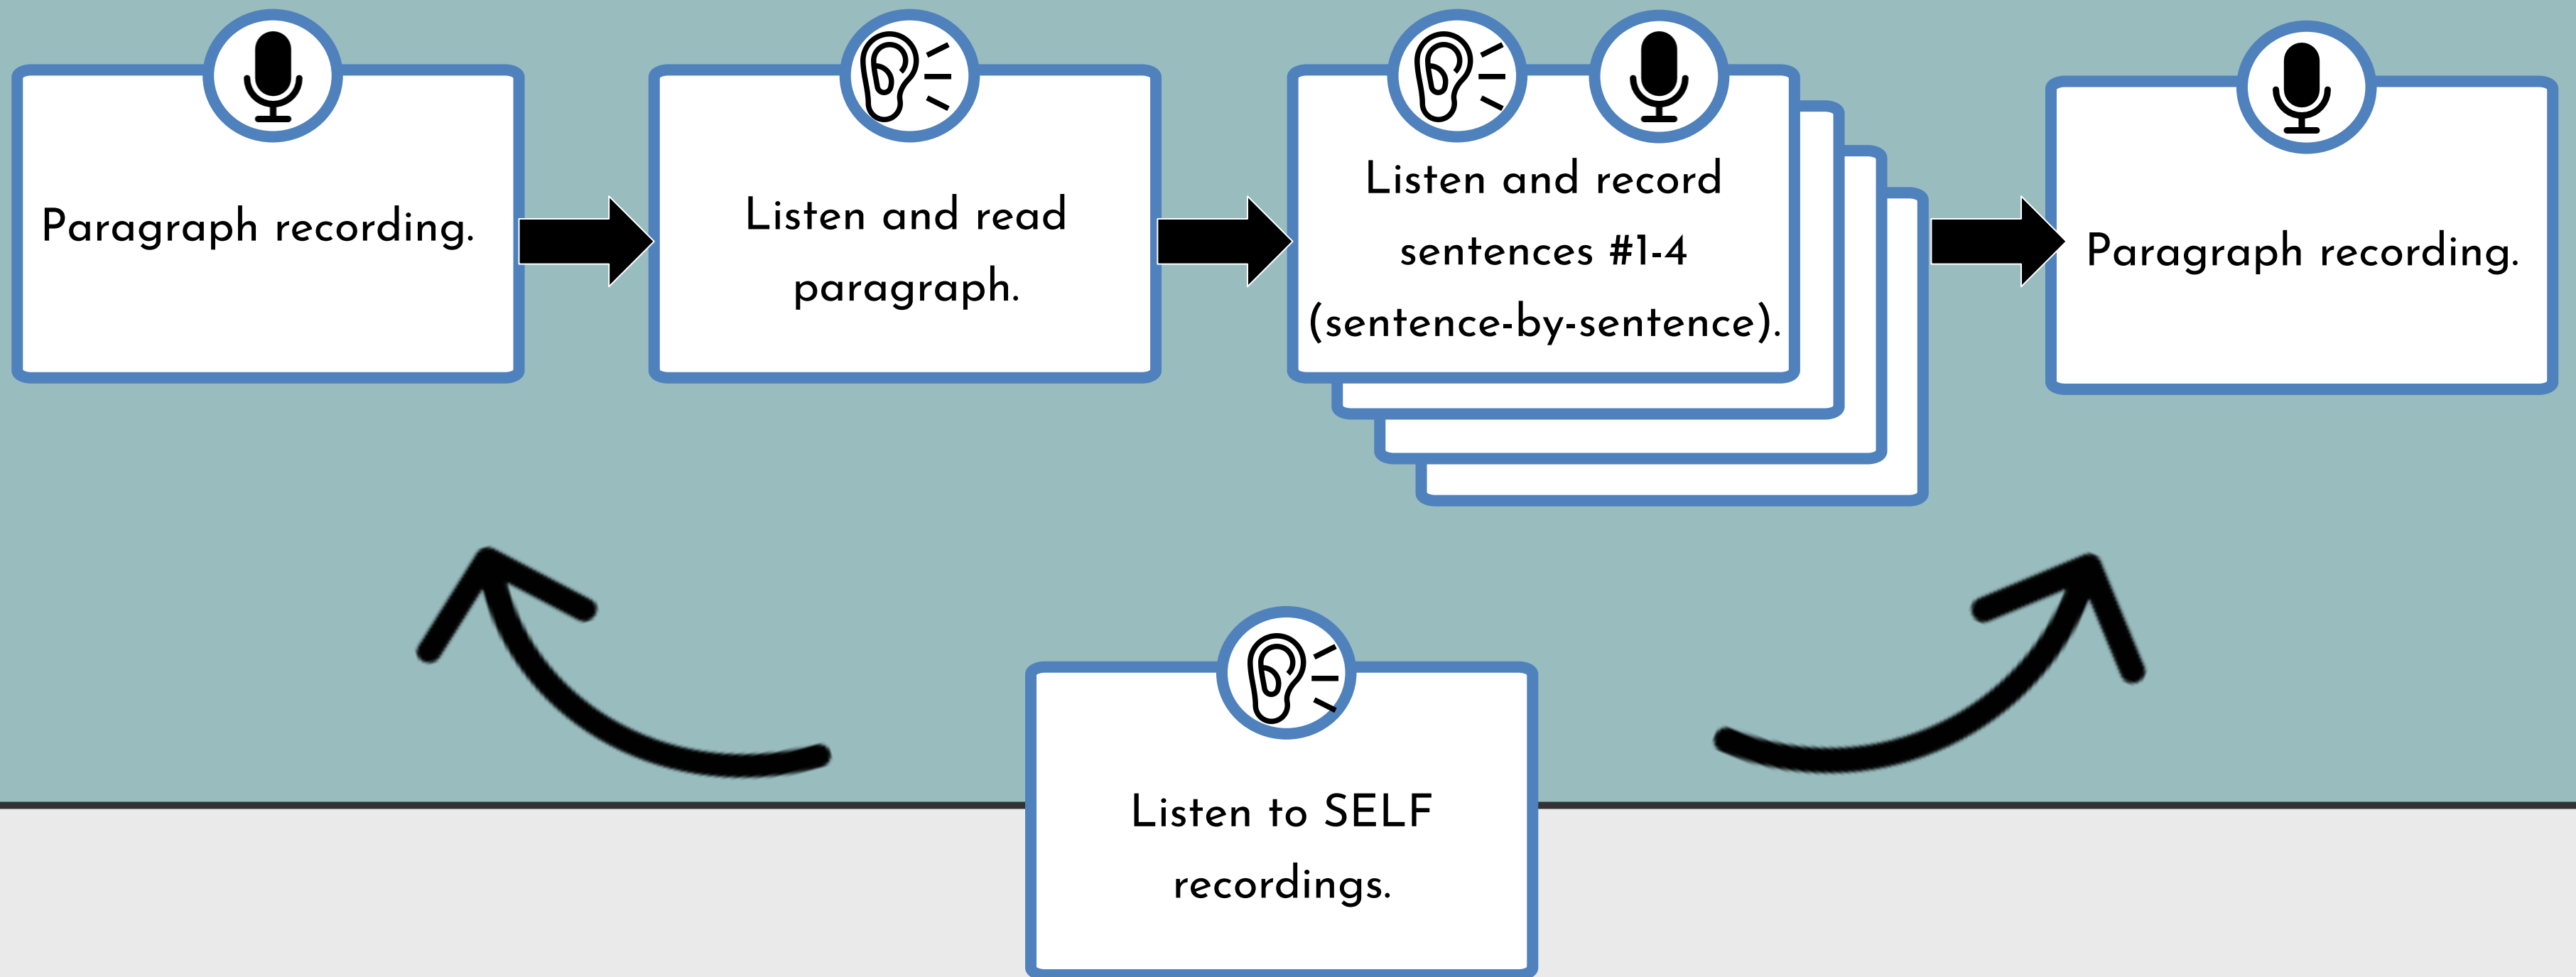 Paragraph recording.
Listen and read
paragraph.
Listen and record
sentences #1-4
(sentence-by-sentence).
Paragraph recording.
Listen to SELF
recordings.